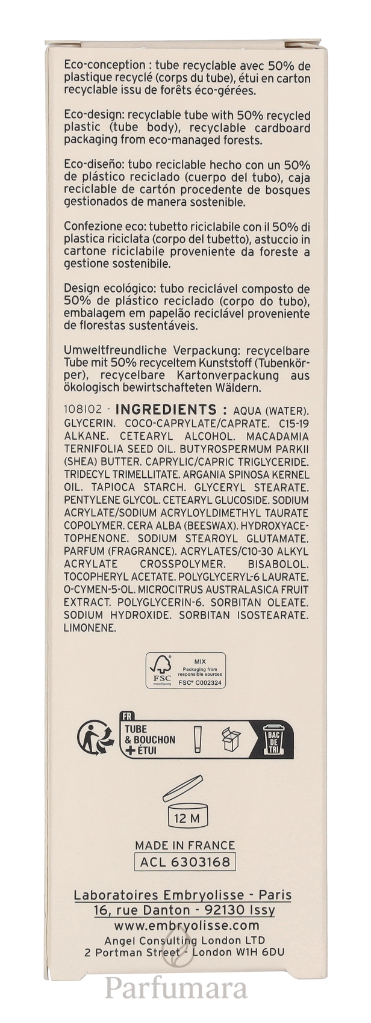 Eco-conception : tube recyclable avec 50% de
plastique recyclé (corps du tube), étui en carton
recyclable issu de forêts éco-gérées.
Eco-design: recyclable tube with 50% recycled
plastic (tube body), recyclable cardboard
packaging from eco-managed forests.
Eco-diseño: tubo reciclable hecho con un 50%
de plástico reciclado (cuerpo del tubo), caja
reciclable de cartón procedente de bosques
gestionados de manera sostenible.
Confezione eco: tubetto riciclabile con il 50% di
plastica riciclata (corpo del tubetto), astuccio in
cartone riciclabile proveniente da foreste a
gestione sostenibile.
Design ecológico: tubo reciclável composto de
50% de plástico reciclado (corpo do tubo),
embalagem em papelão reciclável proveniente
de florestas sustentáveis.
Umweltfreundliche Verpackung: recycelbare
Tube mit 50% recyceltem Kunststoff (Tubenkör-
per), recycelbare Kartonverpackung aus
ökologisch bewirtschafteten Wäldern.
108102 · INGREDIENTS : AQUA (WATER).
GLYCERIN. COCO-CAPRYLATE/CAPRATE. C15-19
ALKANE. CETEARYL ALCOHOL. MACADAMIA
TERNIFOLIA SEED OIL. BUTYROSPERMUM PARKII
(SHEA) BUTTER. CAPRYLIC/CAPRIC TRIGLYCERIDE.
TRIDECYL TRIMELLITATE. ARGANIA SPINOSA KERNEL
OIL. TAPIOCA STARCH. GLYCERYL STEARATE.
PENTYLENE GLYCOL. CETEARYL GLUCOSIDE. SODIUM
ACRYLATE/SODIUM ACRYLOYLDIMETHYL TAURATE
COPOLYMER. CERA ALBA (BEESWAX). HYDROXYACE-
TOPHENONE. SODIUM STEAROYL GLUTAMATE.
PARFUM (FRAGRANCE). ACRYLATES/C10-30 ALKYL
ACRYLATE CROSSPOLYMER. BISABOLOL.
TOCOPHERYL ACETATE. POLYGLYCERYL-6 LAURATE.
O-CYMEN-5-OL. MICROCITRUS AUSTRALASICA FRUIT
EXTRACT. POLYGLYCERIN-6. SORBITAN OLEATE.
SODIUM HYDROXIDE. SORBITAN ISOSTEARATE.
LIMONENE.
FSC
MIX
Packaging from
responsible sources
FSC® C002324
FR
TUBE
& BOUCHON
+ ÉTUI
BAC
DE
TRI
12 M
MADE IN FRANCE
ACL 6303168
Laboratoires Embryolisse - Paris
16, rue Danton - 92130 Issy
www.embryolisse.com
Angel Consulting London LTD
2 Portman Street, London W1H 6DU
Parfumara